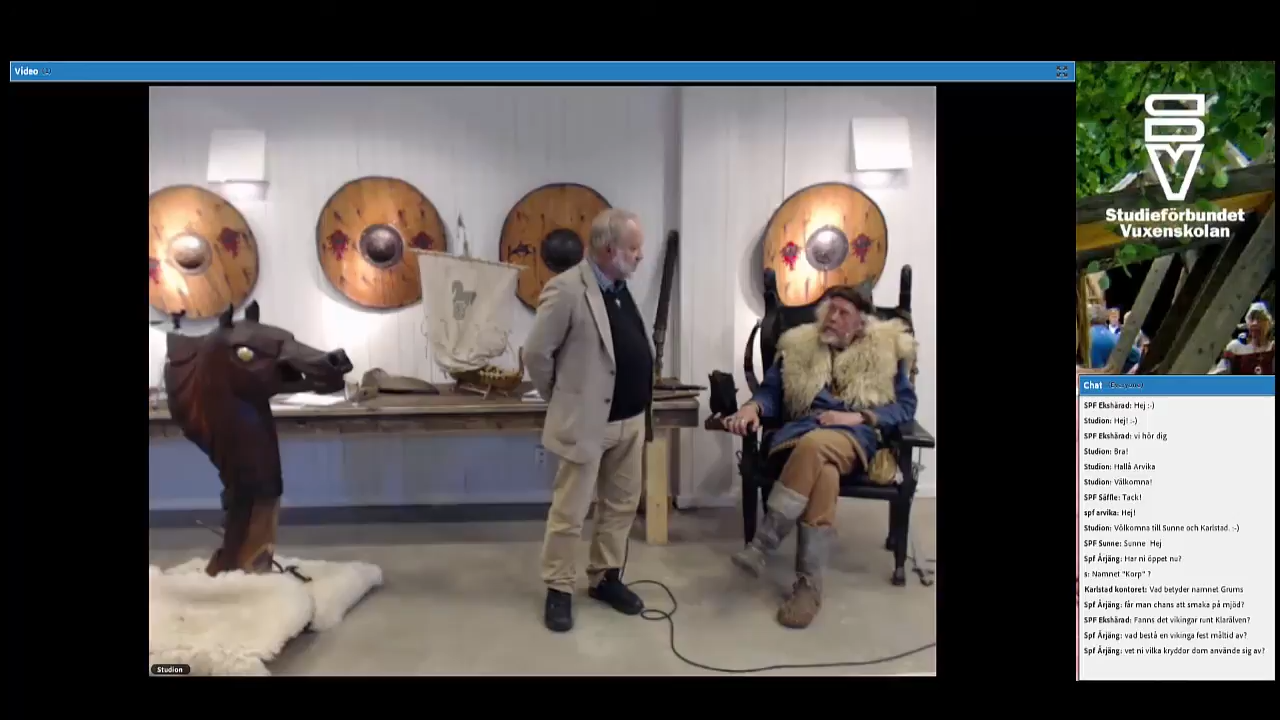 Video
Studieförbundet
Vuxenskolan
Chat (Everyone)
SPF Ekshärad: Hej :-)
Studion: Hej! :-)
SPF Ekshärad: vi hör dig
Studion: Bra!
Studion: Hallå Arvika
Studion: Välkomna!
SPF Säffle: Tack!
spf arvika: Hej!
Studion: Völkomna till Sunne och Karlstad. :-)
SPF Sunne: Sunne Hej
Spf Årjäng: Har ni öppet nu?
s: Namnet "Korp" ?
Karlstad kontoret: Vad betyder namnet Grums
Spf Årjäng: får man chans att smaka på mjöd?
SPF Ekshärad: Fanns det vikingar runt Klarälven?
Spf Årjäng: vad bestå en vikinga fest måltid av?
Spf Årjäng: vet ni vilka kryddor dom använde sig av?
Studion